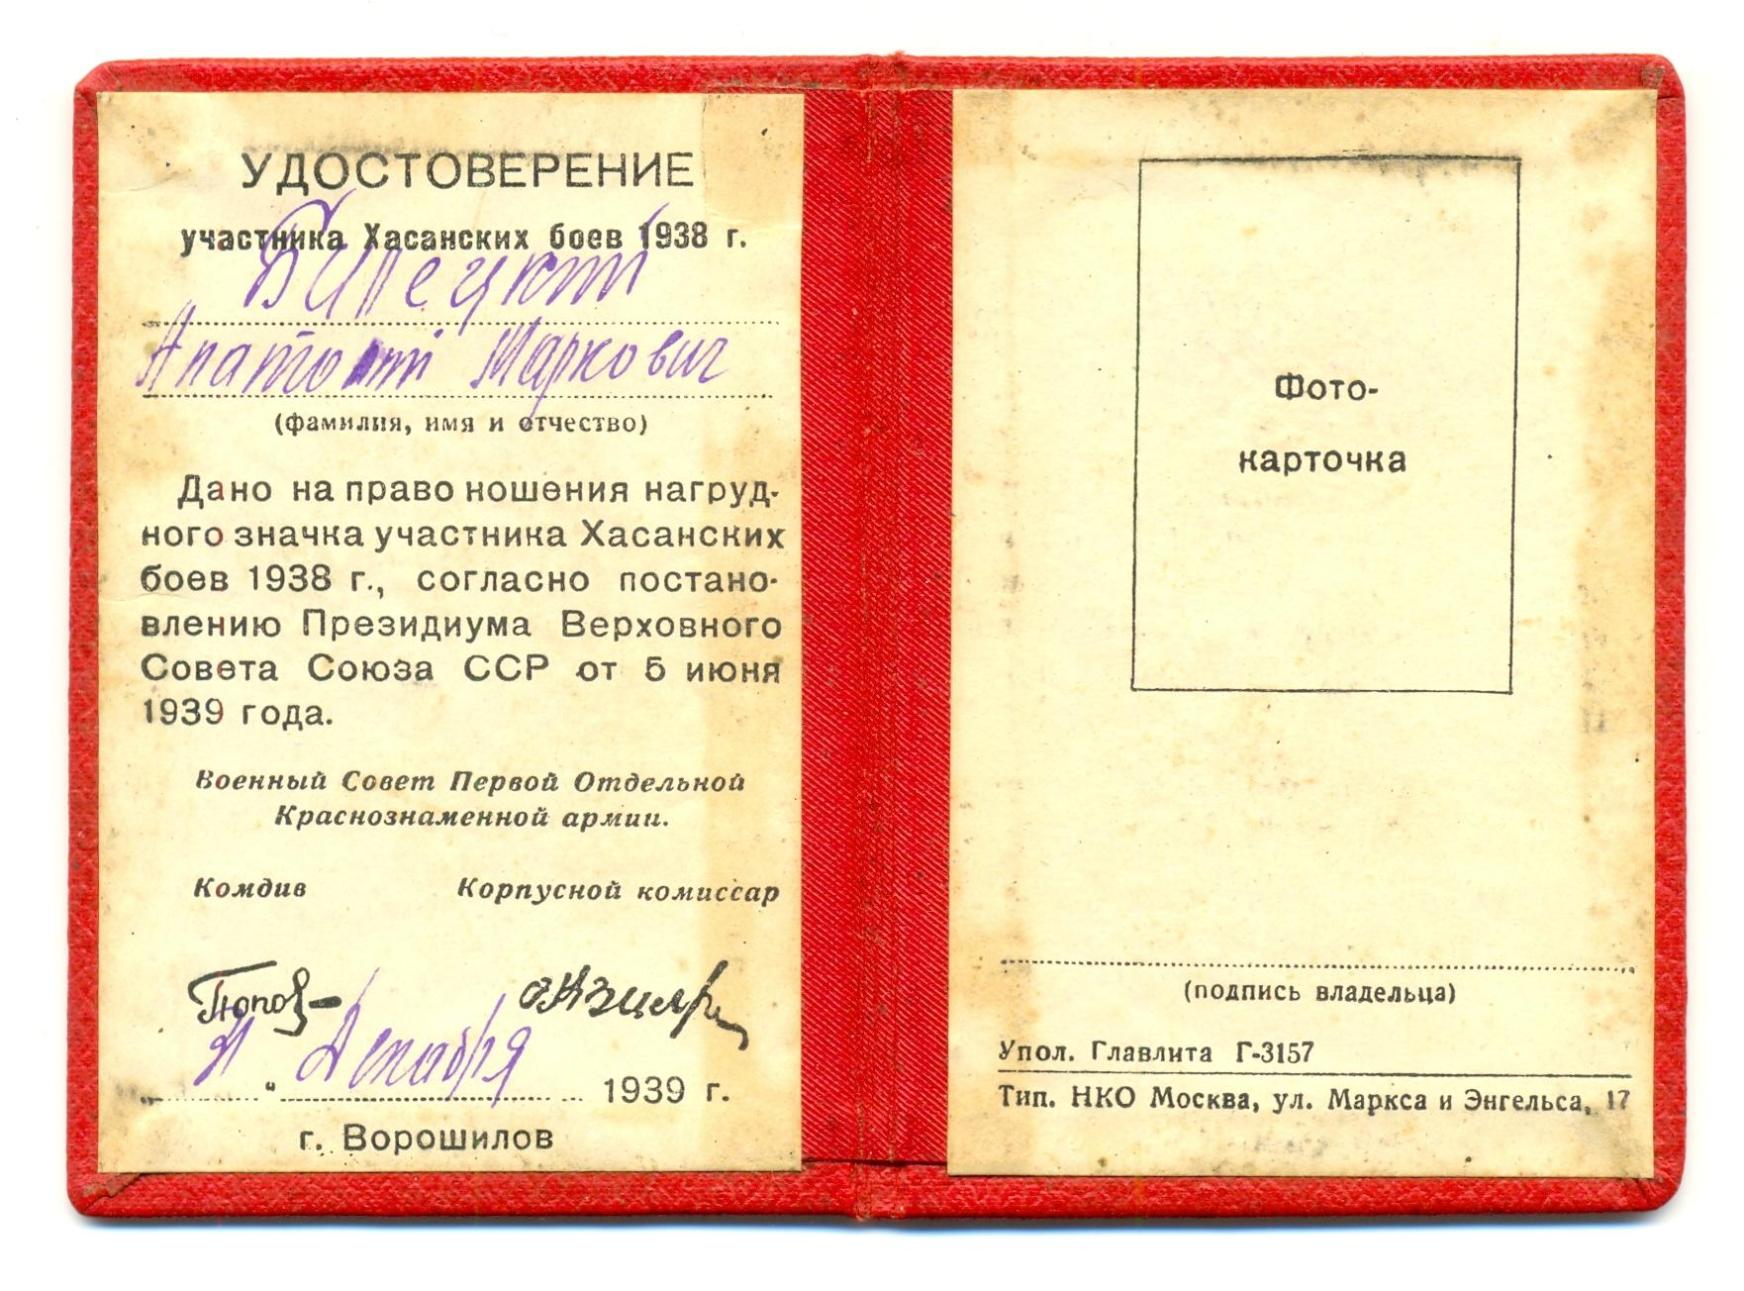 УДОСТОВЕРЕНИЕ
участника Хасанских боев 1938 г.
Билецкий
Анатолий Маркович
(фамилия, имя и отчество)
Дано на право ношения нагруд-
ного значка участника Хасанских
боев 1938 г., согласно постано-
влению Президиума Верховного
Совета Союза ССР от 5 июня
1939 года.
Военный Совет Первой Отдельной
Краснознаменной армии.
Комдив Корпусной комиссар
Попов
" Декабря 1939 г.
г. Ворошилов
Фото-
карточка
(подпись владельца)
Упол. Главлита Г-3157
Тип. НКО Москва, ул. Маркса и Энгельса, 17